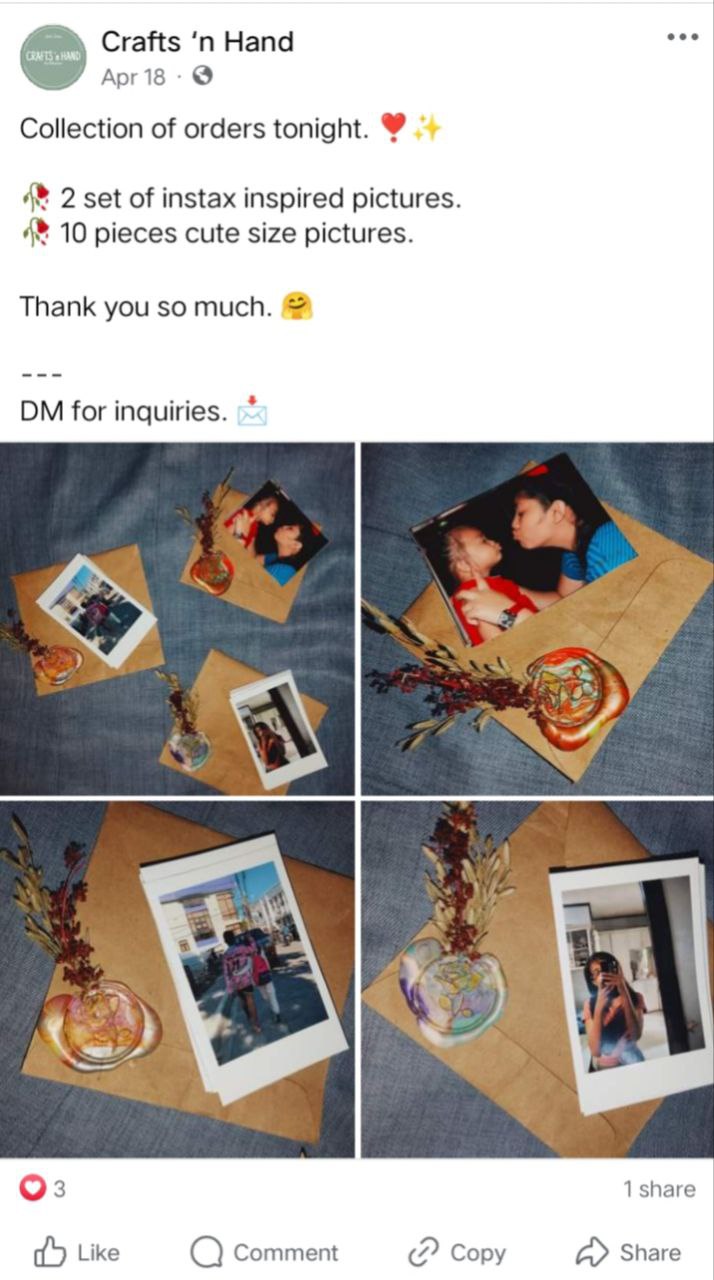 CRAFTS 'n HAND
Crafts 'n Hand
Apr 18 ·
Collection of orders tonight. ❣️✨
🥀 2 set of instax inspired pictures.
🥀 10 pieces cute size pictures.
Thank you so much. 🤗
---
DM for inquiries. 📩
3
1 share
Like
Comment
Copy
Share